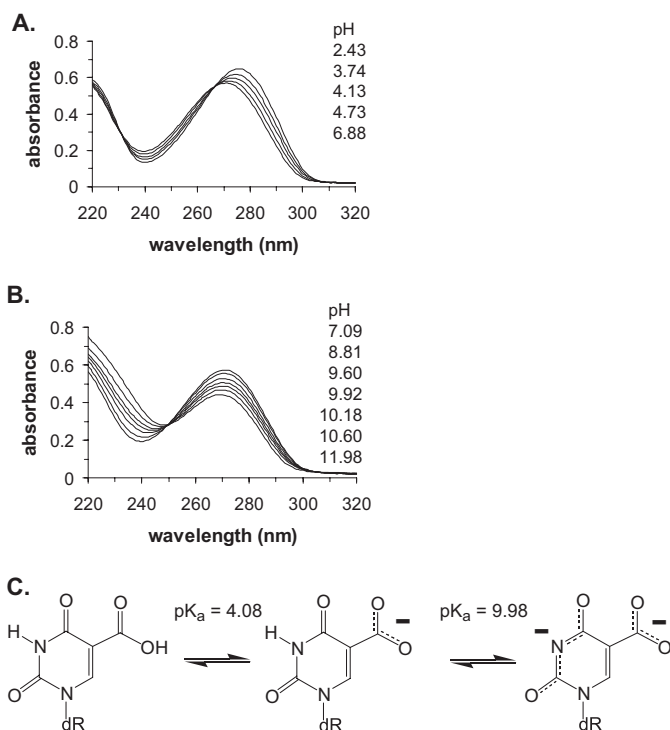 A.
pH
2.43
3.74
4.13
4.73
6.88
absorbance
0.8
0.6
0.4
0.2
0
220 240 260 280 300 320
wavelength (nm)
B.
pH
7.09
8.81
9.60
9.92
10.18
10.60
11.98
absorbance
0.8
0.6
0.4
0.2
0
220 240 260 280 300 320
wavelength (nm)
C.
O O
H N OH
O N
dR
pKa = 4.08
O O −
H N O
O N
dR
pKa = 9.98
O O −
− N O
O N
dR